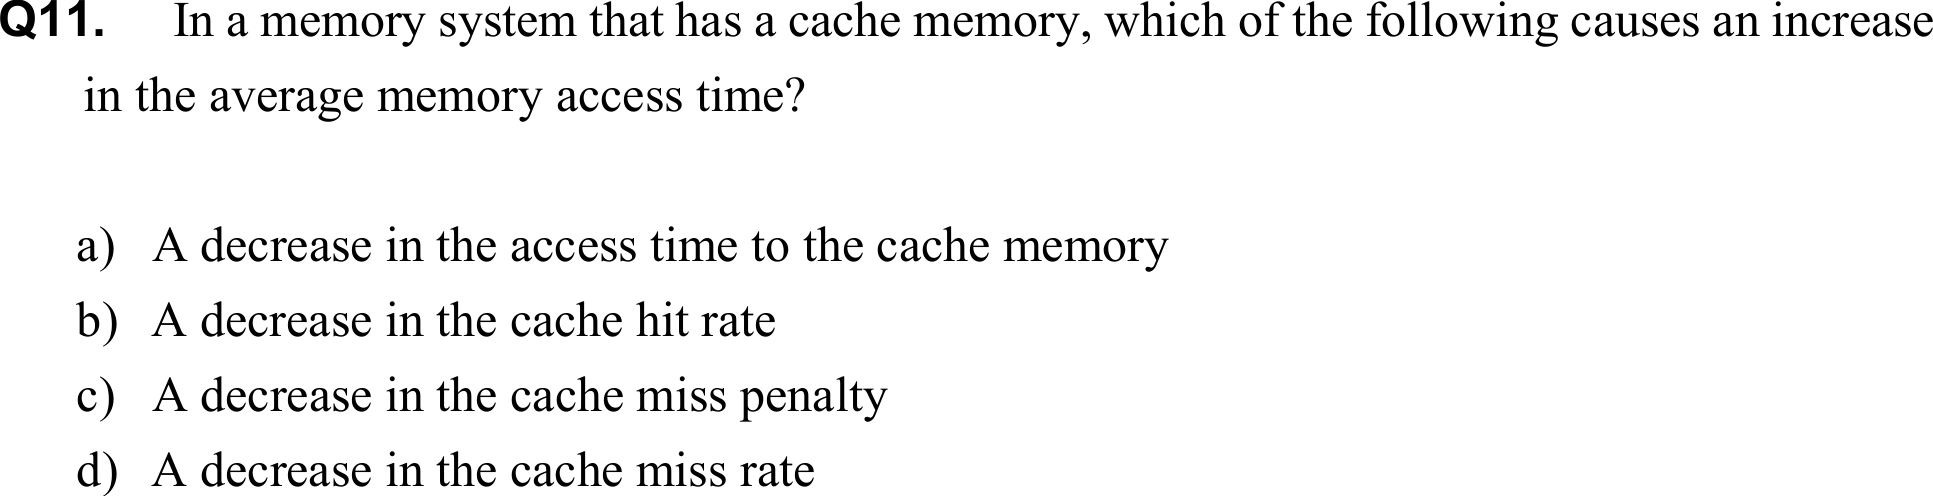 Q11. In a memory system that has a cache memory, which of the following causes an increase
in the average memory access time?
a) A decrease in the access time to the cache memory
b) A decrease in the cache hit rate
c) A decrease in the cache miss penalty
d) A decrease in the cache miss rate